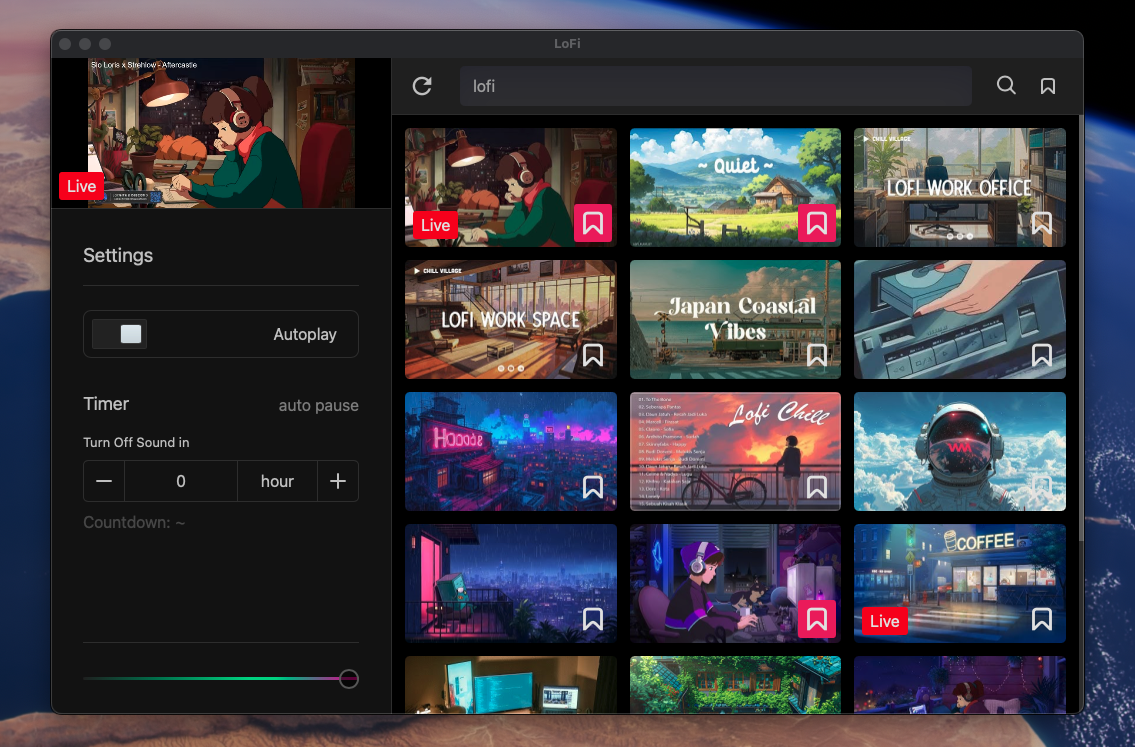 LoFi
Slo Loris x Strehlow - Aftercastle
Live
lofi
Settings
Autoplay
Timer
auto pause
Turn Off Sound in
0
hour
Countdown: ~
Live
~ Quiet ~
CHILL VILLAGE
LOFI WORK OFFICE
CHILL VILLAGE
LOFI WORK SPACE
Japan Coastal
Vibes
Lofi Chill
COFFEE
Live